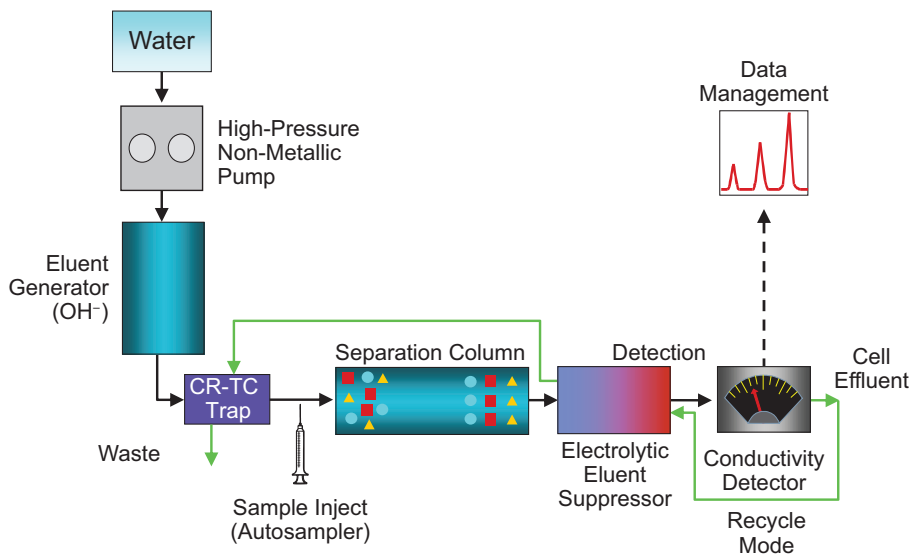 Water
High-Pressure
Non-Metallic
Pump
Eluent
Generator
(OH⁻)
CR-TC
Trap
Waste
Sample Inject
(Autosampler)
Separation Column
Electrolytic
Eluent
Suppressor
Detection
Conductivity
Detector
Data
Management
Cell
Effluent
Recycle
Mode